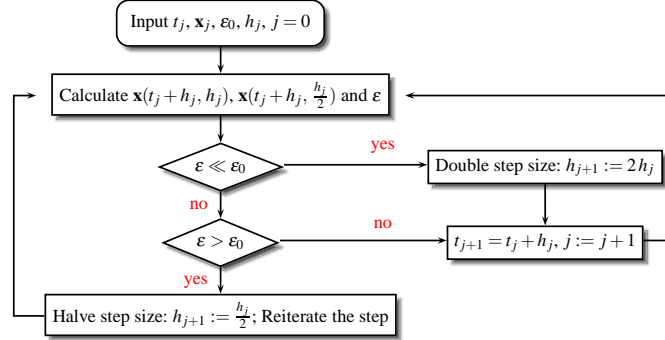 Input t_j, x_j, ε_0, h_j, j = 0
Calculate x(t_j + h_j, h_j), x(t_j + h_j, h_j/2) and ε
yes
ε ≪ ε_0
Double step size: h_{j+1} := 2 h_j
no
no
ε > ε_0
t_{j+1} = t_j + h_j, j := j + 1
yes
Halve step size: h_{j+1} := h_j/2; Reiterate the step